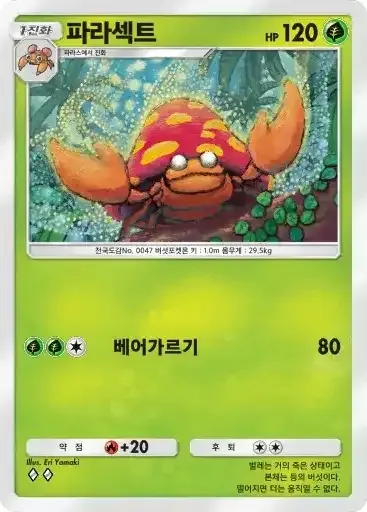 1진화 파라섹트 HP 120
파라스에서 진화
전국도감No. 0047 버섯포켓몬 키 : 1.0m 몸무게 : 29.5kg
베어가르기 80
약점 +20 후퇴
Illus. Eri Yamaki
벌레는 거의 죽은 상태이고
본체는 등의 버섯이다.
떨어지면 더는 움직일 수 없다.